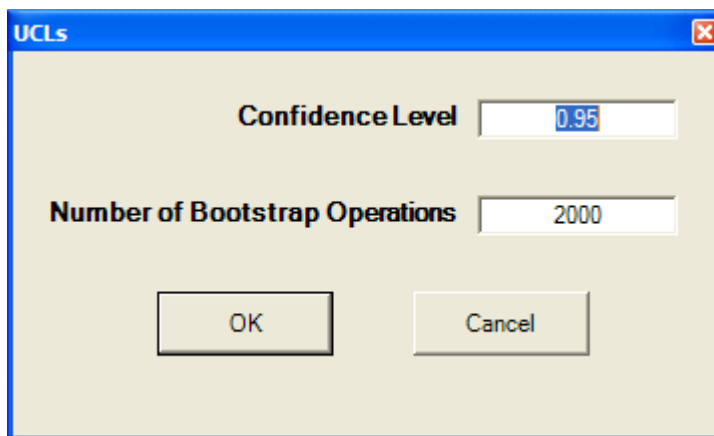 UCLs
Confidence Level 0.95
Number of Bootstrap Operations 2000
OK Cancel